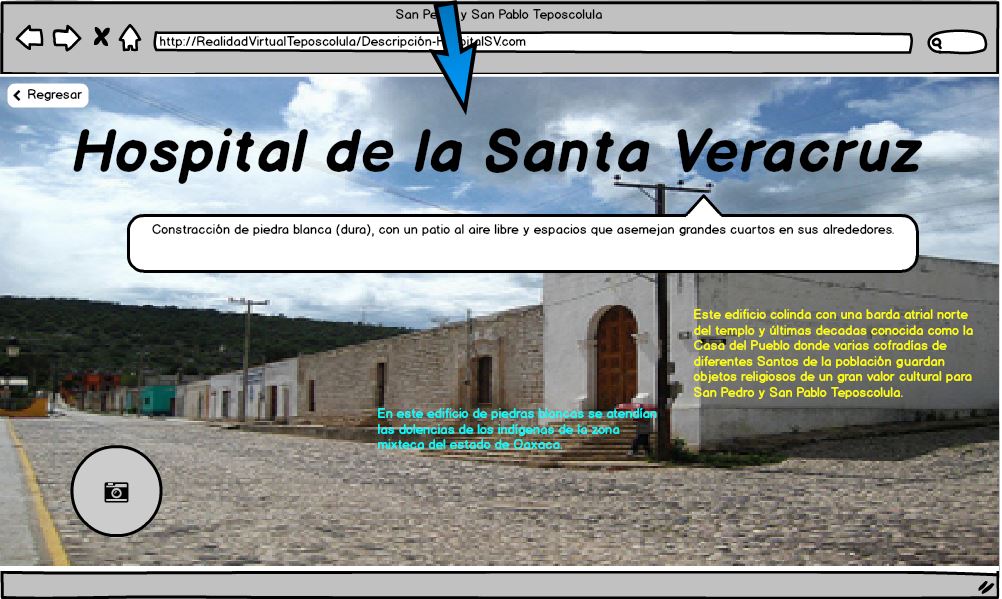 San Pedro y San Pablo Teposcolula
http://RealidadVirtualTeposcolula/Descripción-HospitalSV.com
Regresar
Hospital de la Santa Veracruz
Constracción de piedra blanca (dura), con un patio al aire libre y espacios que asemejan grandes cuartos en sus alrededores.
Este edificio colinda con una barda atrial norte
del templo y últimas decadas conocida como la
Casa del Pueblo donde varias cofradías de
diferentes Santos de la población guardan
objetos religiosos de un gran valor cultural para
San Pedro y San Pablo Teposcolula.
En este edificio de piedras blancas se atendían
las dolencias de los indígenas de la zona
mixteca del estado de Oaxaca.